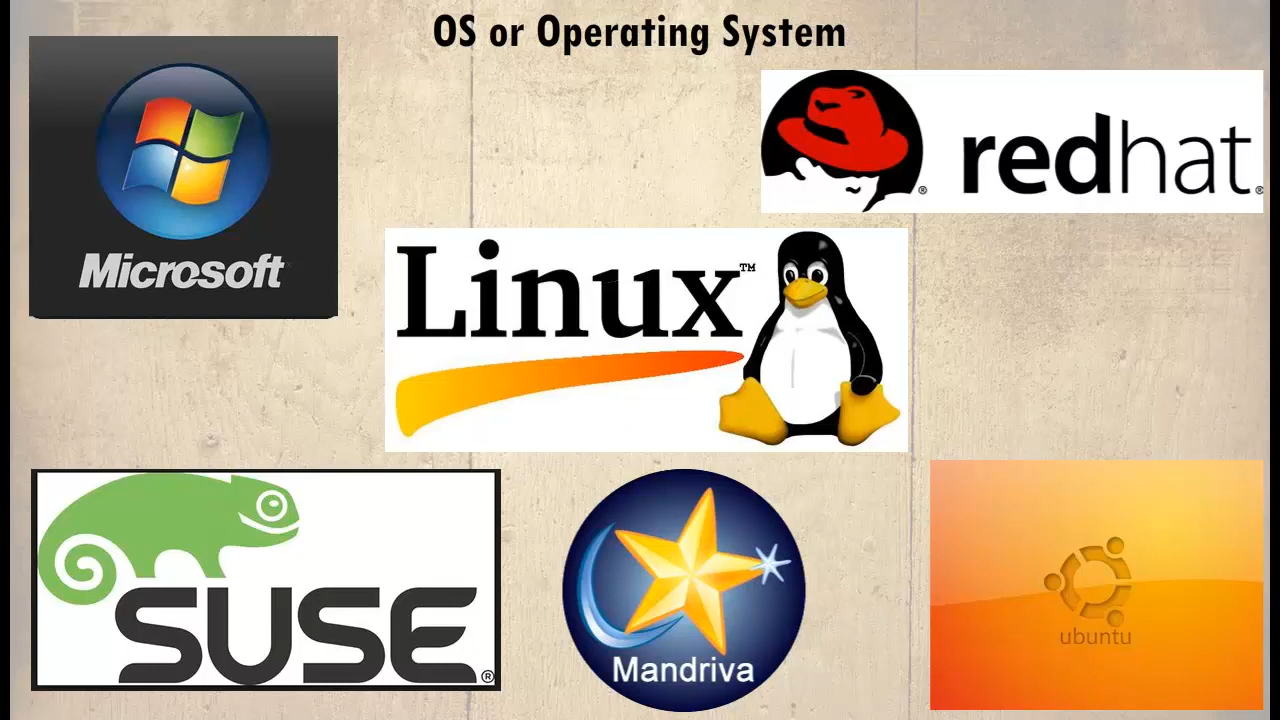 OS or Operating System
Microsoft
redhat®
Linux™
SUSE®
Mandriva
ubuntu